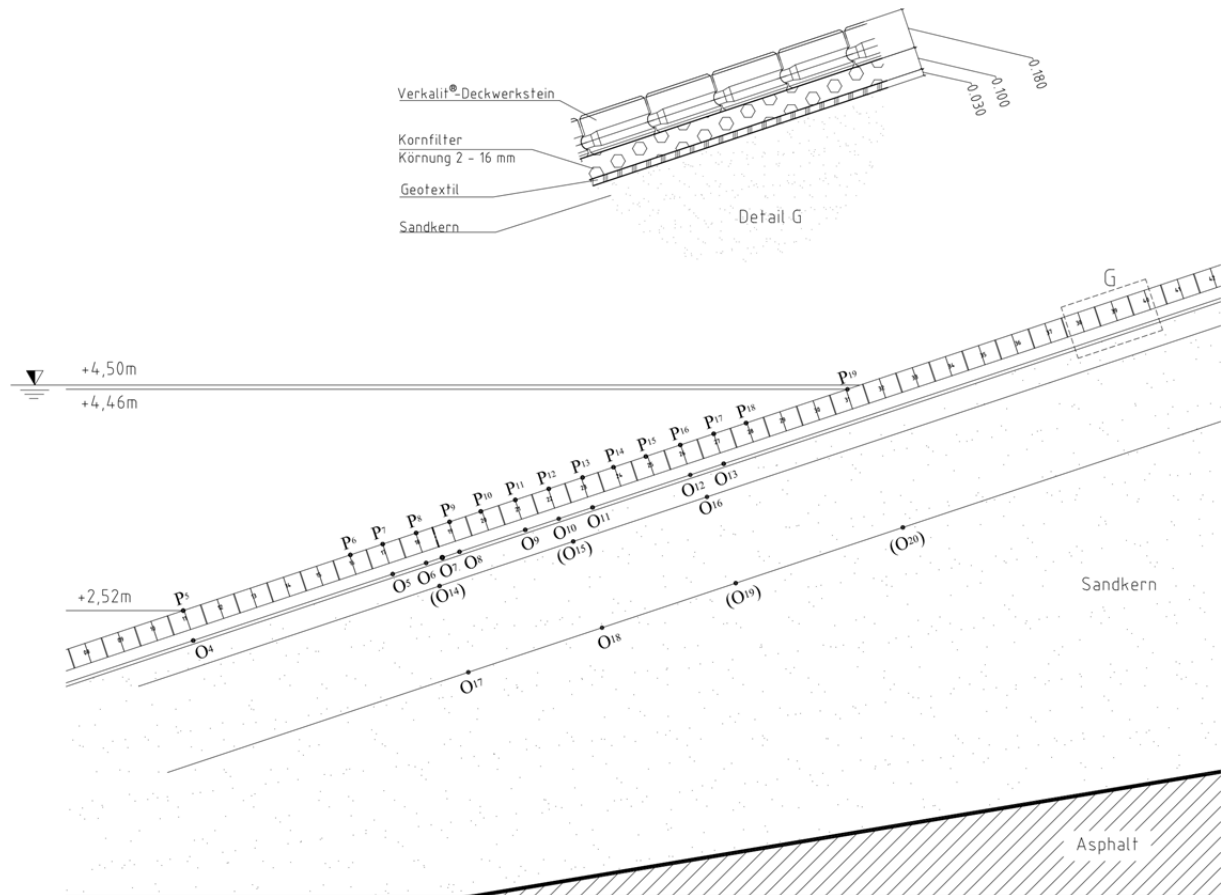 Verkalit®-Deckwerkstein
Kornfilter
Körnung 2 - 16 mm
Geotextil
Sandkern
0.180
0.100
0.030
Detail G
G
+4,50m
+4,46m
P19
P18
P17
P16
P15
P14
P13
P12
P11
P10
P9
P8
P7
P6
+2,52m
P5
O4
O5
O6
O7
O8
O9
O10
O11
O12
O13
(O14)
(O15)
O16
O17
O18
(O19)
(O20)
Sandkern
Asphalt